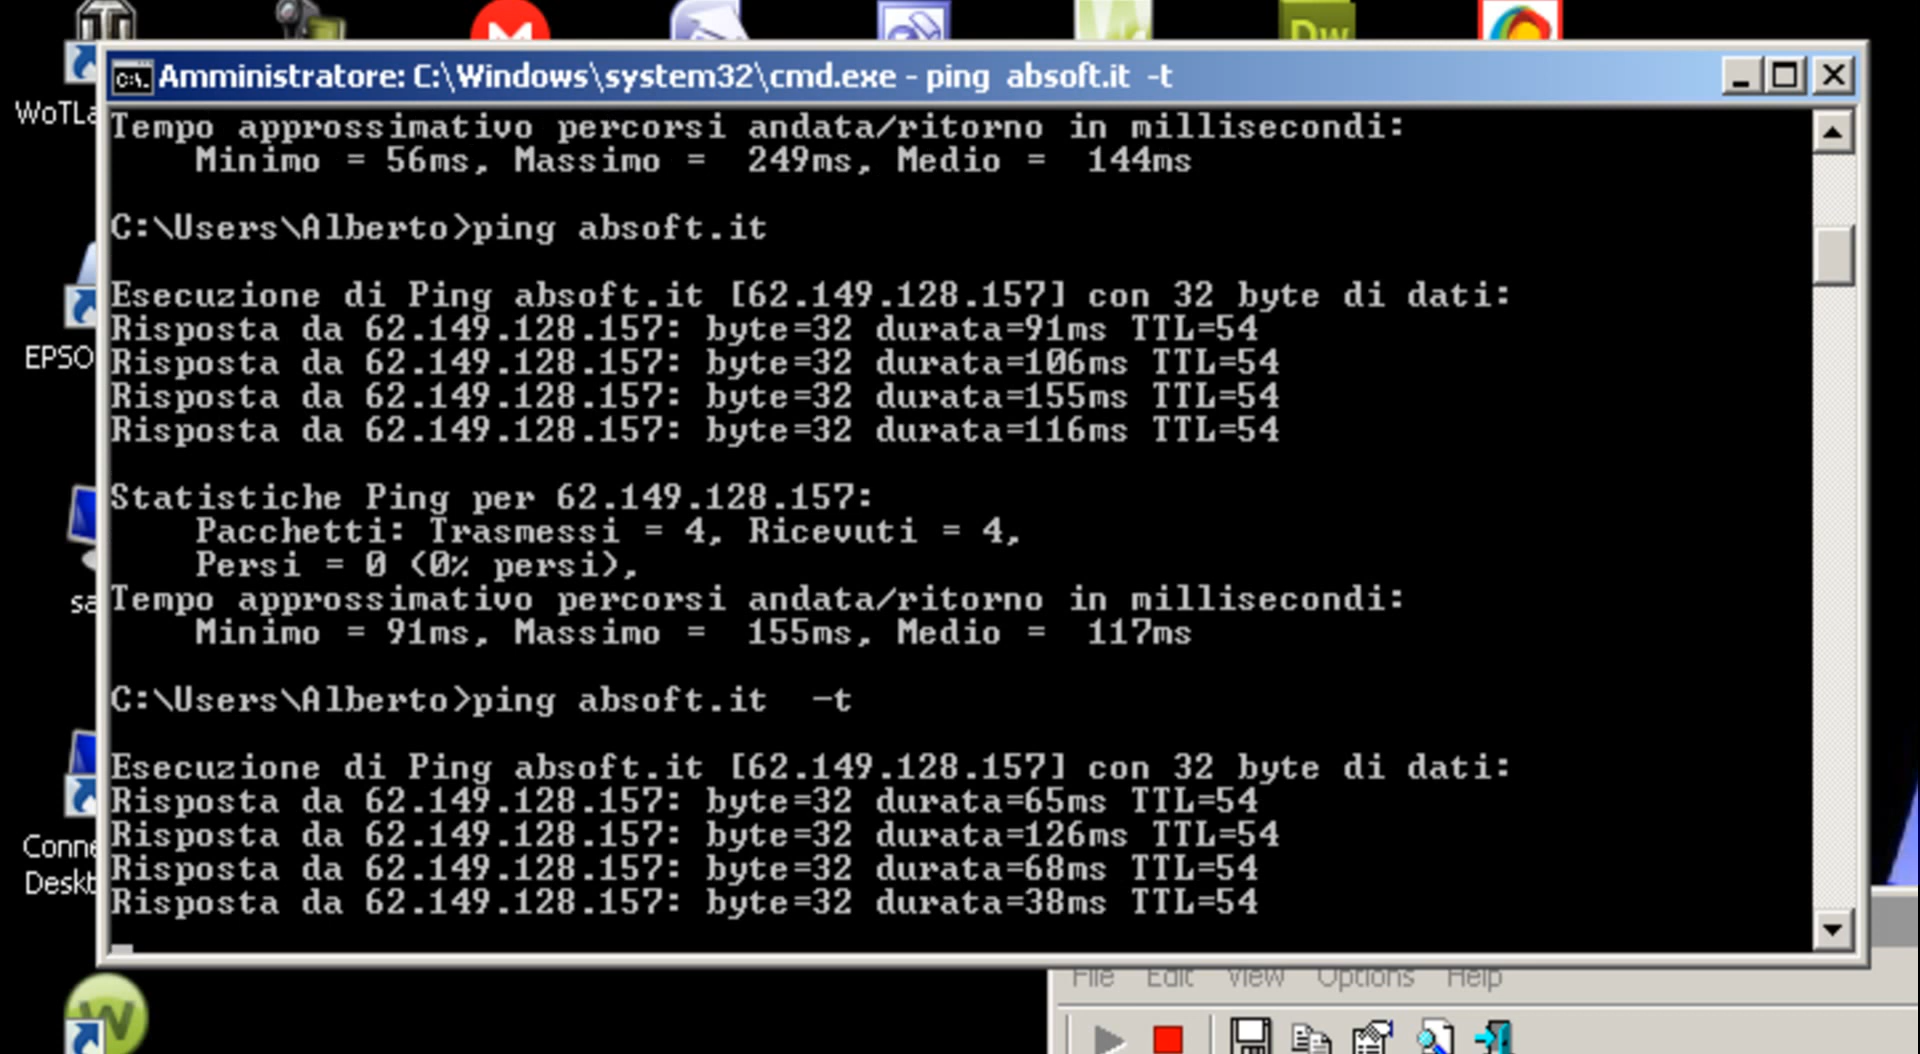 Dw
Amministratore: C:\Windows\system32\cmd.exe - ping  absoft.it  -t
WoTLa
Tempo approssimativo percorsi andata/ritorno in millisecondi:
    Minimo = 56ms, Massimo =  249ms, Medio =  144ms
C:\Users\Alberto>ping absoft.it
Esecuzione di Ping absoft.it [62.149.128.157] con 32 byte di dati:
Risposta da 62.149.128.157: byte=32 durata=91ms TTL=54
EPSO
Risposta da 62.149.128.157: byte=32 durata=106ms TTL=54
Risposta da 62.149.128.157: byte=32 durata=155ms TTL=54
Risposta da 62.149.128.157: byte=32 durata=116ms TTL=54
Statistiche Ping per 62.149.128.157:
    Pacchetti: Trasmessi = 4, Ricevuti = 4,
    Persi = 0 (0% persi),
sa
Tempo approssimativo percorsi andata/ritorno in millisecondi:
    Minimo = 91ms, Massimo =  155ms, Medio =  117ms
C:\Users\Alberto>ping absoft.it  -t
Esecuzione di Ping absoft.it [62.149.128.157] con 32 byte di dati:
Risposta da 62.149.128.157: byte=32 durata=65ms TTL=54
Risposta da 62.149.128.157: byte=32 durata=126ms TTL=54
Conne
Deskt
Risposta da 62.149.128.157: byte=32 durata=68ms TTL=54
Risposta da 62.149.128.157: byte=32 durata=38ms TTL=54
File Edit View Options Help